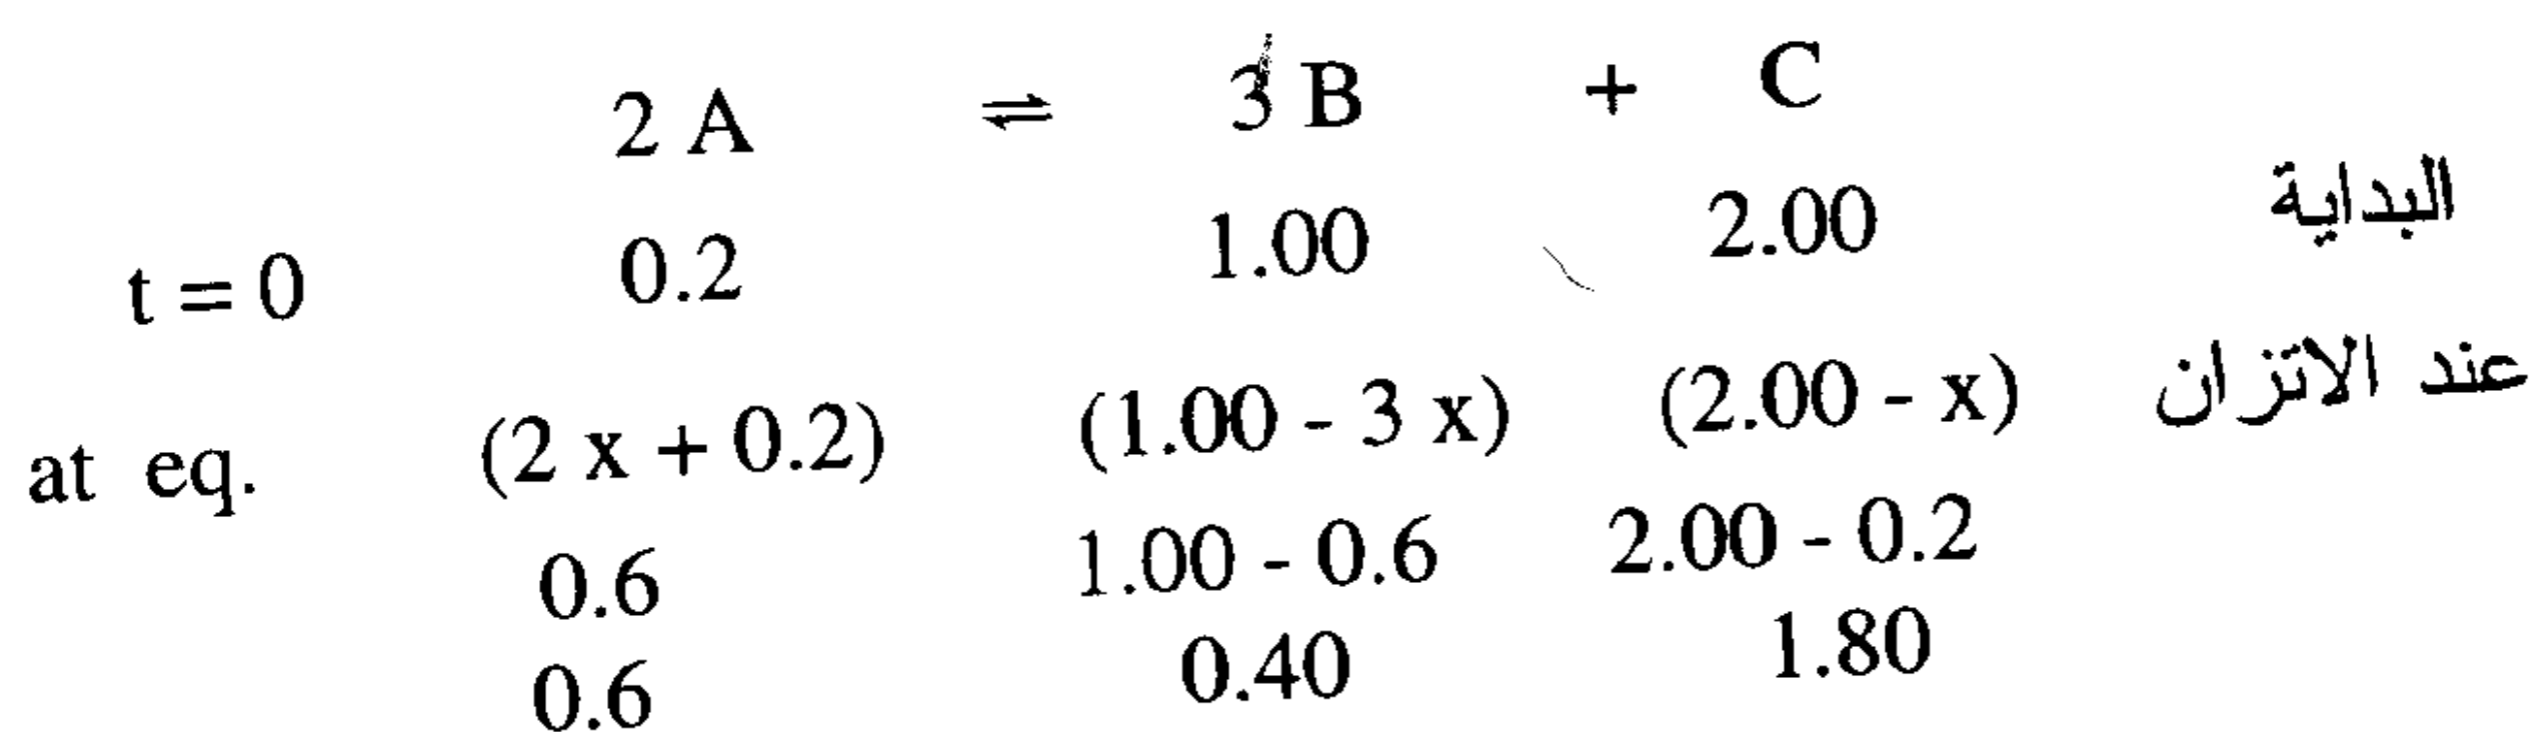 2 A ⇌ 3 B + C
t = 0 0.2 1.00 2.00 البداية
at eq. (2 x + 0.2) (1.00 - 3 x) (2.00 - x) عند الاتزان
0.6 1.00 - 0.6 2.00 - 0.2
0.6 0.40 1.80